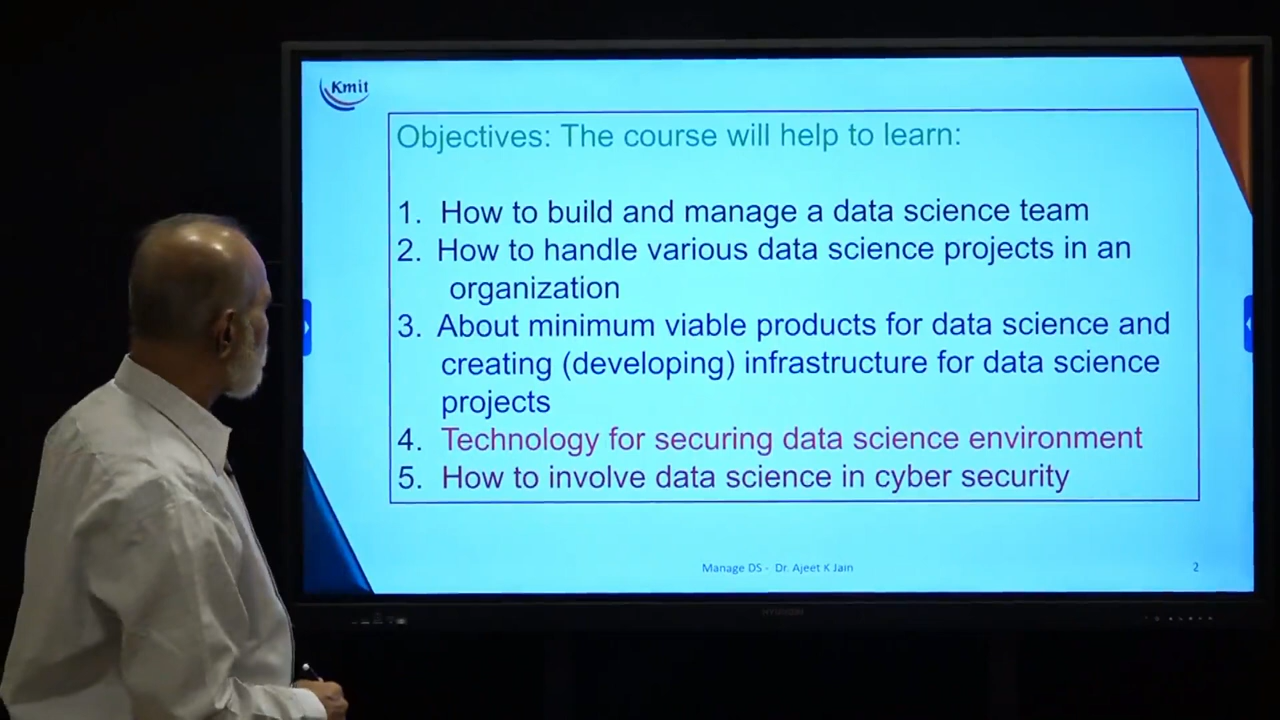 Kmit
Objectives: The course will help to learn:
1. How to build and manage a data science team
2. How to handle various data science projects in an
organization
3. About minimum viable products for data science and
creating (developing) infrastructure for data science
projects
4. Technology for securing data science environment
5. How to involve data science in cyber security
Manage DS - Dr. Ajeet K Jain
2
HYUNDAI